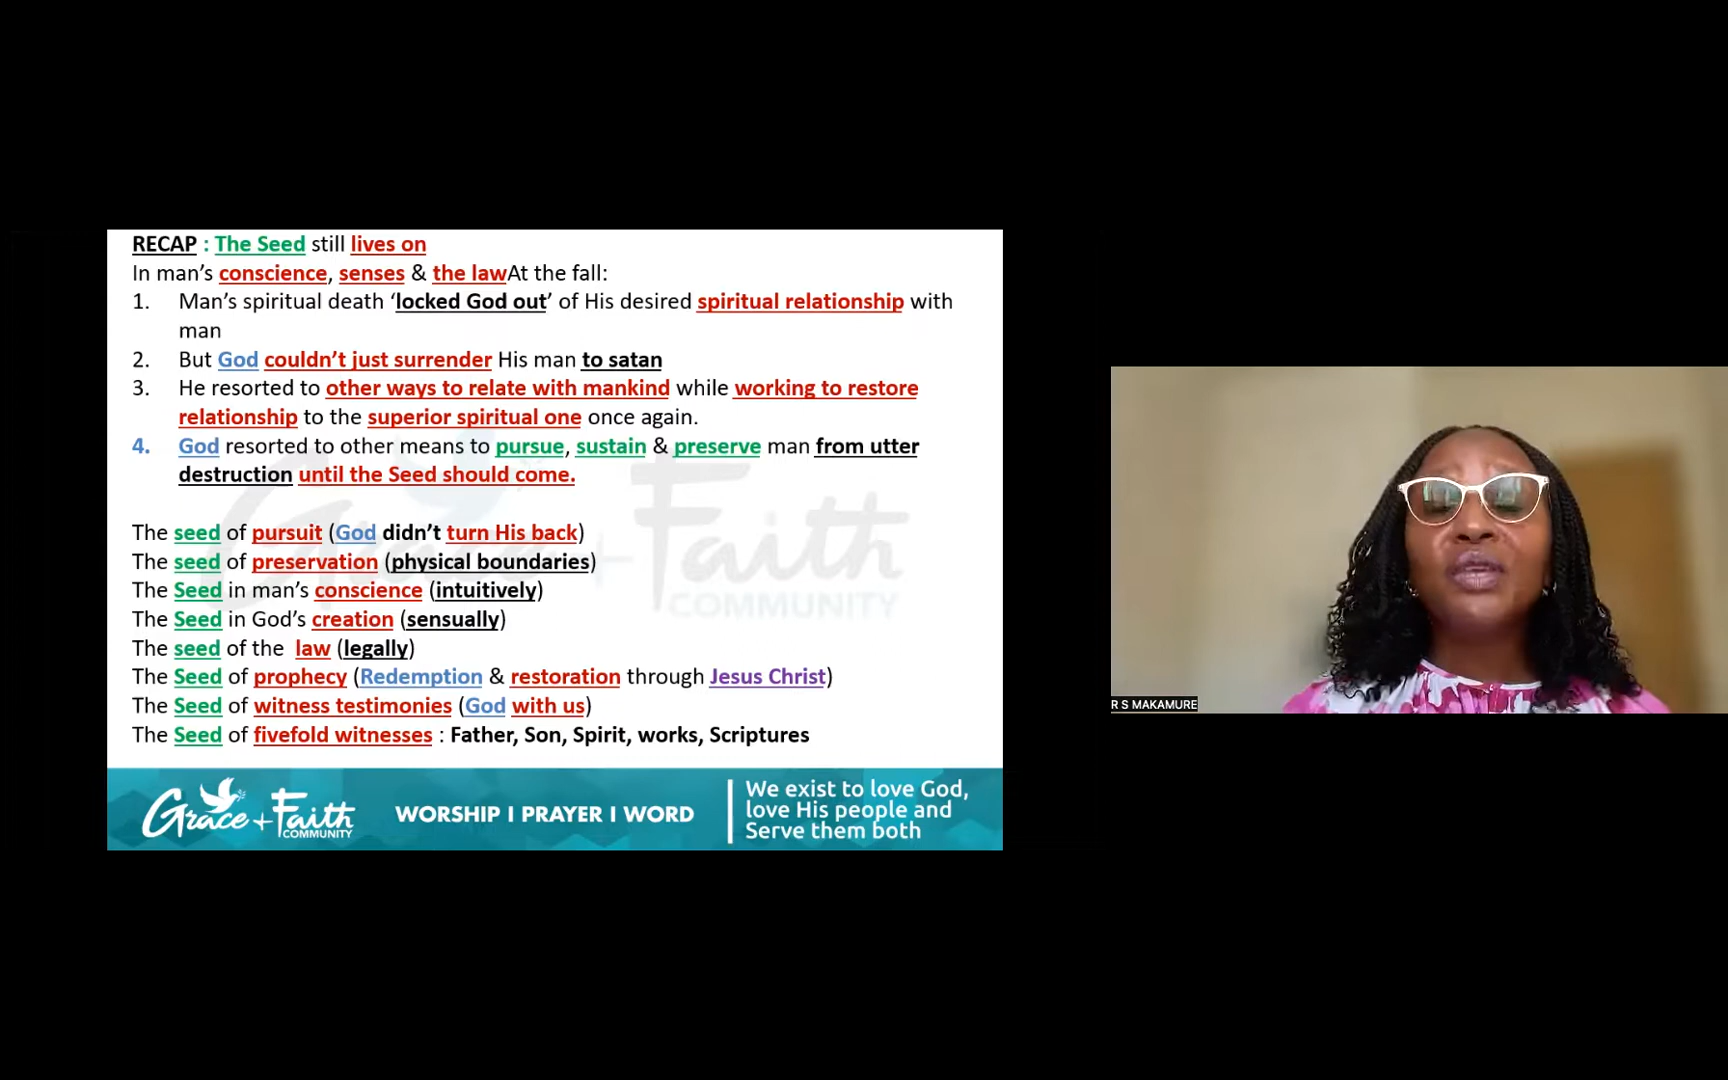 RECAP : The Seed still lives on
In man's conscience, senses & the lawAt the fall:
1. Man's spiritual death 'locked God out' of His desired spiritual relationship with
man
2. But God couldn't just surrender His man to satan
3. He resorted to other ways to relate with mankind while working to restore
relationship to the superior spiritual one once again.
4. God resorted to other means to pursue, sustain & preserve man from utter
destruction until the Seed should come.
The seed of pursuit (God didn't turn His back)
The seed of preservation (physical boundaries)
The Seed in man's conscience (intuitively)
The Seed in God's creation (sensually)
The seed of the law (legally)
The Seed of prophecy (Redemption & restoration through Jesus Christ)
The Seed of witness testimonies (God with us)
The Seed of fivefold witnesses : Father, Son, Spirit, works, Scriptures
Grace + Faith
COMMUNITY
Grace + Faith
COMMUNITY
WORSHIP I PRAYER I WORD
We exist to love God,
love His people and
Serve them both
R S MAKAMURE